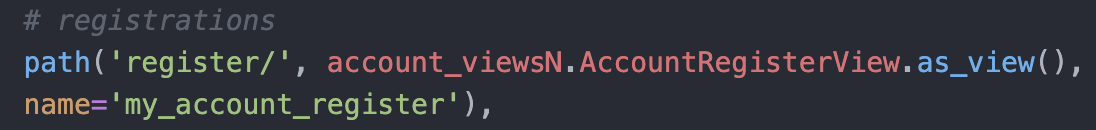 # registrations
path('register/', account_viewsN.AccountRegisterView.as_view(),
name='my_account_register'),